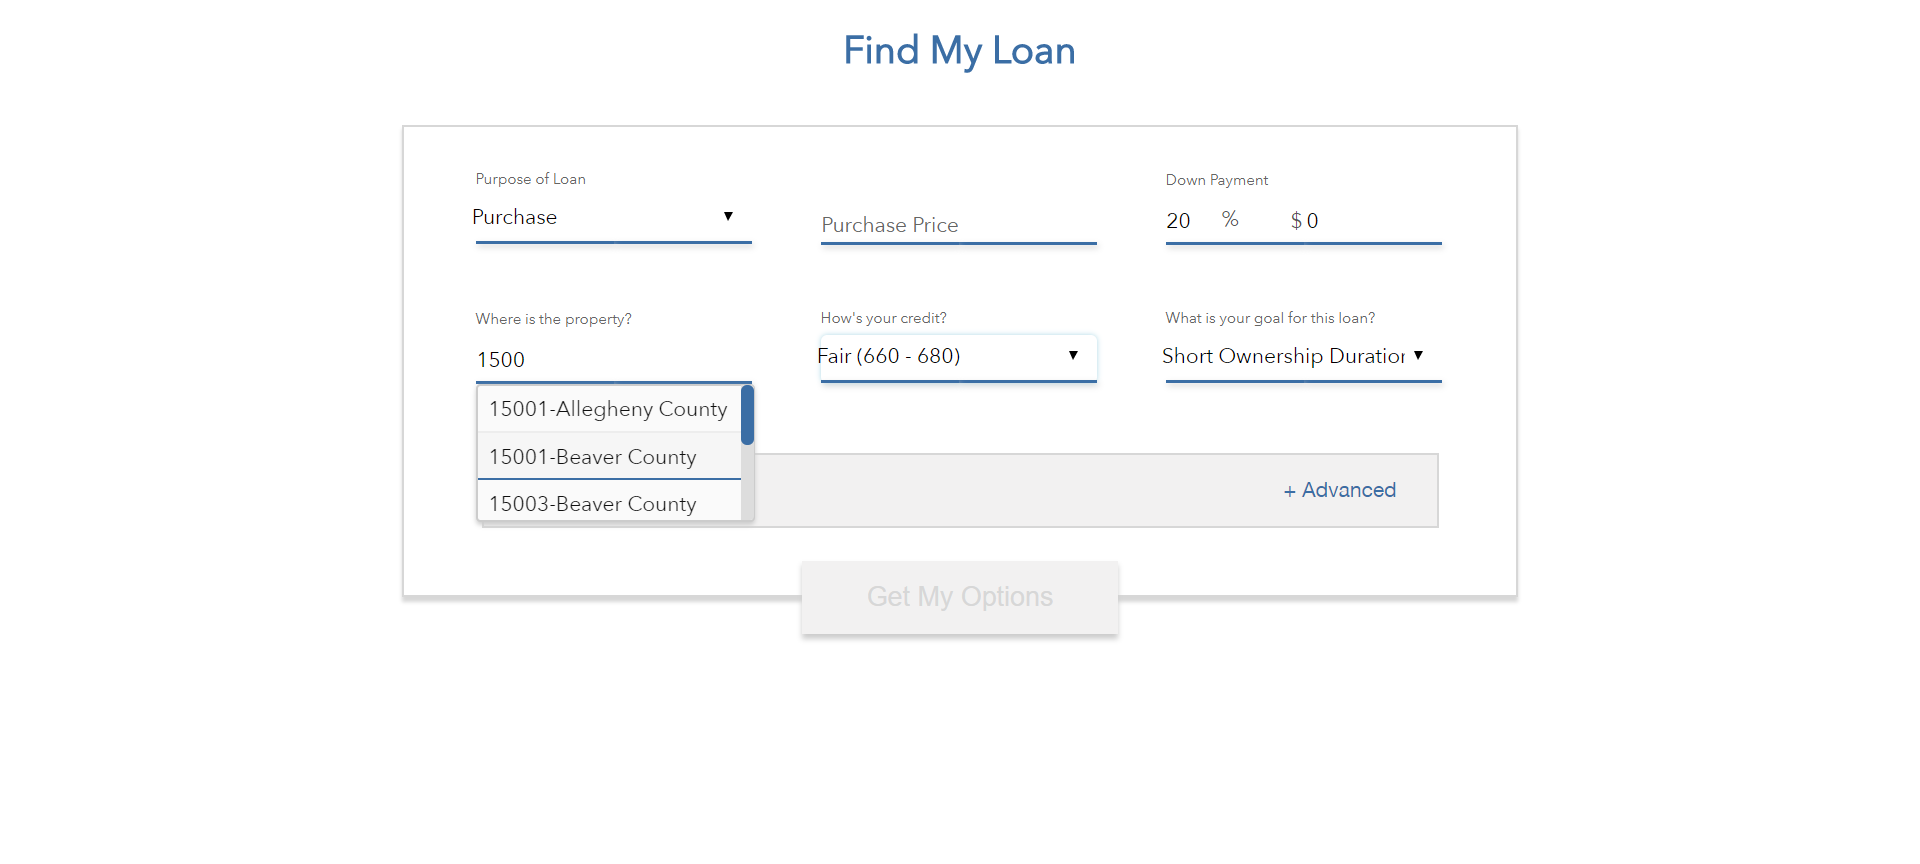 Find My Loan
Purpose of Loan
Purchase
Purchase Price
Down Payment
20 % $ 0
Where is the property?
1500
How's your credit?
Fair (660 - 680)
What is your goal for this loan?
Short Ownership Duration
15001-Allegheny County
15001-Beaver County
15003-Beaver County
+ Advanced
Get My Options